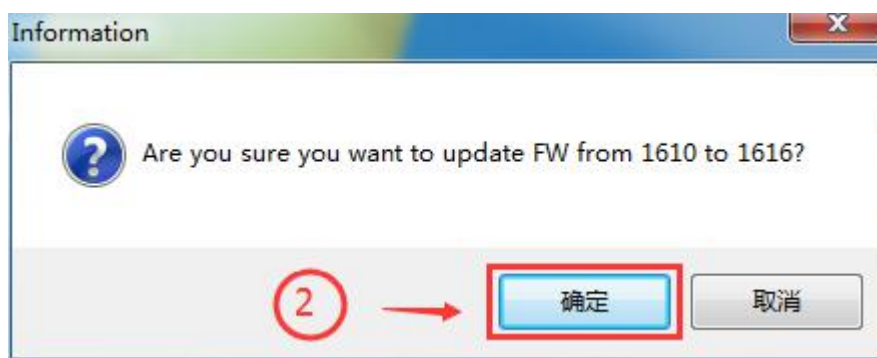 Information
Are you sure you want to update FW from 1610 to 1616?
2
确定
取消